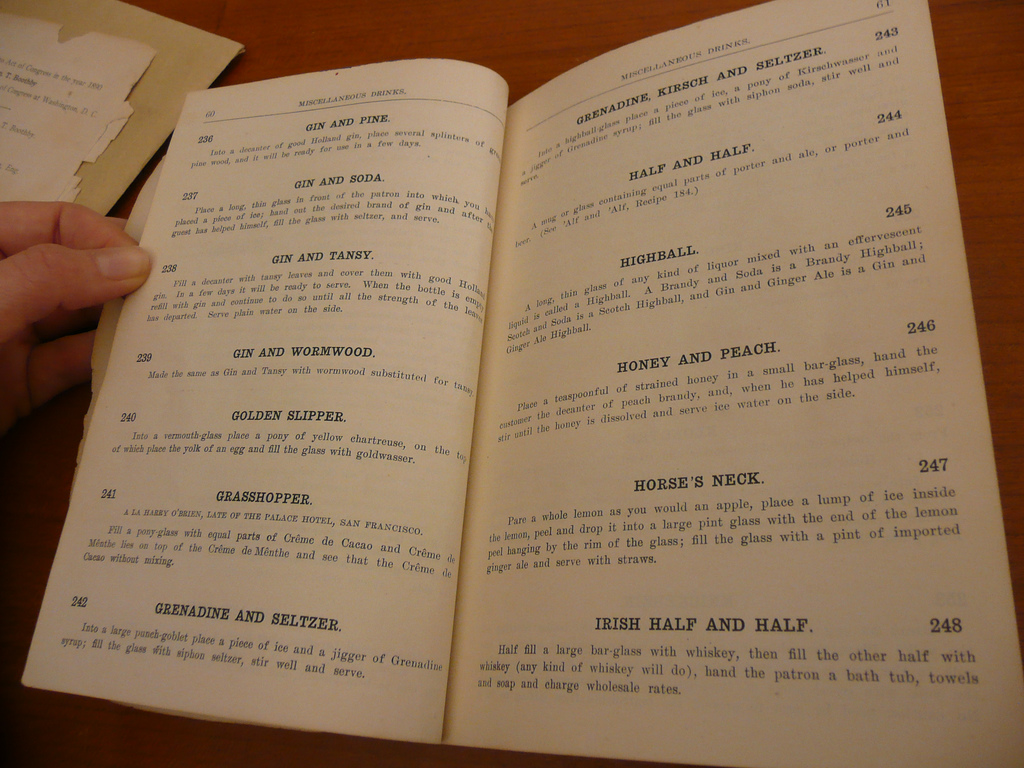 Act of Congress in the year 1890
T. Boothby
of Congress at Washington, D. C.
T. Boothby
Eng
60
MISCELLANEOUS DRINKS.
236
GIN AND PINE.
Into a decanter of good Holland gin, place several splinters of
pine wood, and it will be ready for use in a few days.
237
GIN AND SODA.
Place a long, thin glass in front of the patron into which you
placed a piece of ice; hand out the desired brand of gin and after
guest has helped himself, fill the glass with seltzer, and serve.
238
GIN AND TANSY.
Fill a decanter with tansy leaves and cover them with good Holland
gin. In a few days it will be ready to serve. When the bottle is empty
refill with gin and continue to do so until all the strength of the leaves
has departed. Serve plain water on the side.
239
GIN AND WORMWOOD.
Made the same as Gin and Tansy with wormwood substituted for tansy.
240
GOLDEN SLIPPER.
Into a vermouth-glass place a pony of yellow chartreuse, on the top
of which place the yolk of an egg and fill the glass with goldwasser.
241
GRASSHOPPER.
A LA HARRY O'BRIEN, LATE OF THE PALACE HOTEL, SAN FRANCISCO.
Fill a pony-glass with equal parts of Crême de Cacao and Crême de
Mênthe lies on top of the Crême de Mênthe and see that the Crême de
Cacao without mixing.
242
GRENADINE AND SELTZER.
Into a large punch-goblet place a piece of ice and a jigger of Grenadine
syrup; fill the glass with siphon seltzer, stir well and serve.
61
MISCELLANEOUS DRINKS.
243
GRENADINE, KIRSCH AND SELTZER.
Into a highball-glass place a piece of ice, a pony of Kirschwasser and
a jigger of Grenadine syrup; fill the glass with siphon soda, stir well and
serve.
244
HALF AND HALF.
A mug or glass containing equal parts of porter and ale, or porter and
beer. (See 'Alf and 'Alf, Recipe 184.)
245
HIGHBALL.
A long, thin glass of any kind of liquor mixed with an effervescent
liquid is called a Highball. A Brandy and Soda is a Brandy Highball;
Scotch and Soda is a Scotch Highball, and Gin and Ginger Ale is a Gin and
Ginger Ale Highball.
246
HONEY AND PEACH.
Place a teaspoonful of strained honey in a small bar-glass, hand the
customer the decanter of peach brandy, and, when he has helped himself,
stir until the honey is dissolved and serve ice water on the side.
247
HORSE'S NECK.
Pare a whole lemon as you would an apple, place a lump of ice inside
the lemon, peel and drop it into a large pint glass with the end of the lemon
peel hanging by the rim of the glass; fill the glass with a pint of imported
ginger ale and serve with straws.
IRISH HALF AND HALF.
248
Half fill a large bar-glass with whiskey, then fill the other half with
whiskey (any kind of whiskey will do), hand the patron a bath tub, towels
and soap and charge wholesale rates.